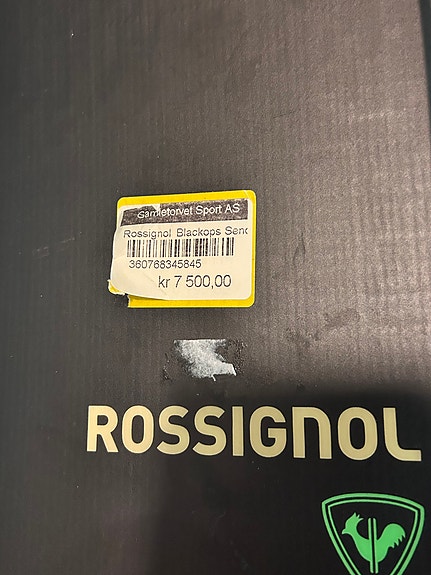 Gamletorvet Sport AS
Rossignol Blackops Send
360768345845
kr 7 500,00
ROSSIGNOL